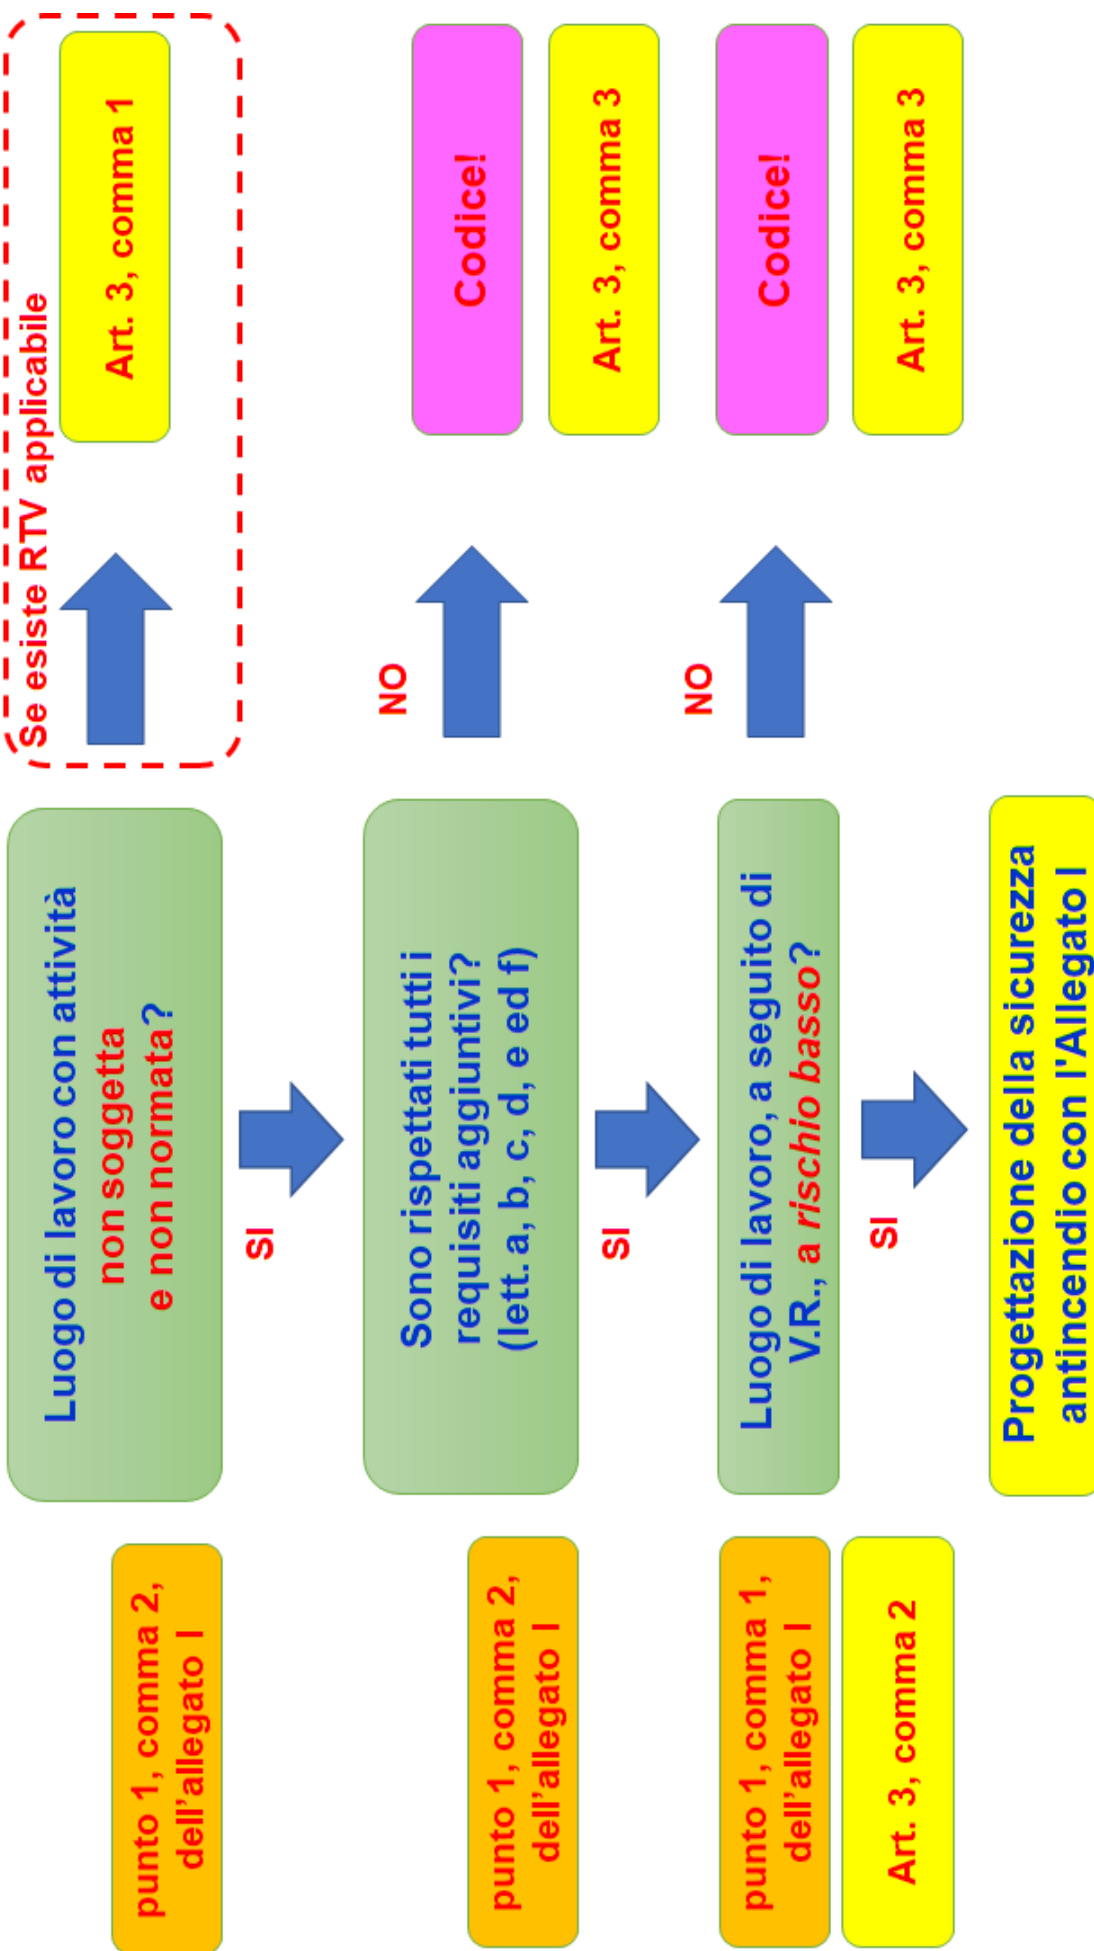 punto 1, comma 2,
dell'allegato I
Luogo di lavoro con attività
non soggetta
e non normata?
Se esiste RTV applicabile
Art. 3, comma 1
SI
punto 1, comma 2,
dell'allegato I
Sono rispettati tutti i
requisiti aggiuntivi?
(lett. a, b, c, d, e ed f)
NO
Codice!
Art. 3, comma 3
SI
punto 1, comma 1,
dell'allegato I
Art. 3, comma 2
Luogo di lavoro, a seguito di
V.R., a rischio basso?
NO
Codice!
Art. 3, comma 3
SI
Progettazione della sicurezza
antincendio con l'Allegato I